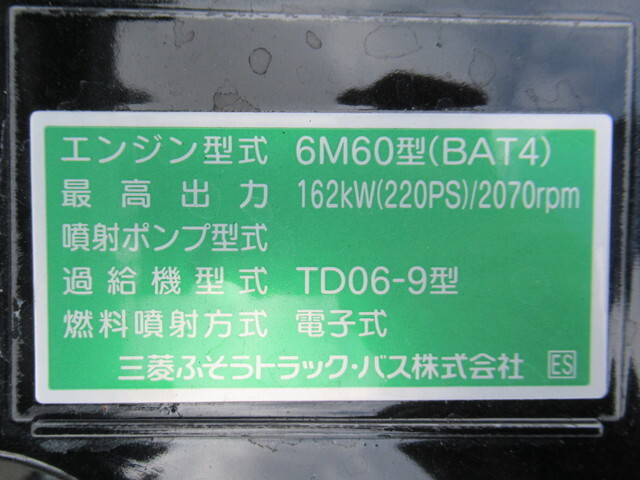 エンジン型式 6M60型(BAT4)
最高出力 162kW(220PS)/2070rpm
噴射ポンプ型式
過給機型式 TD06-9型
燃料噴射方式 電子式
三菱ふそうトラック・バス株式会社 ES